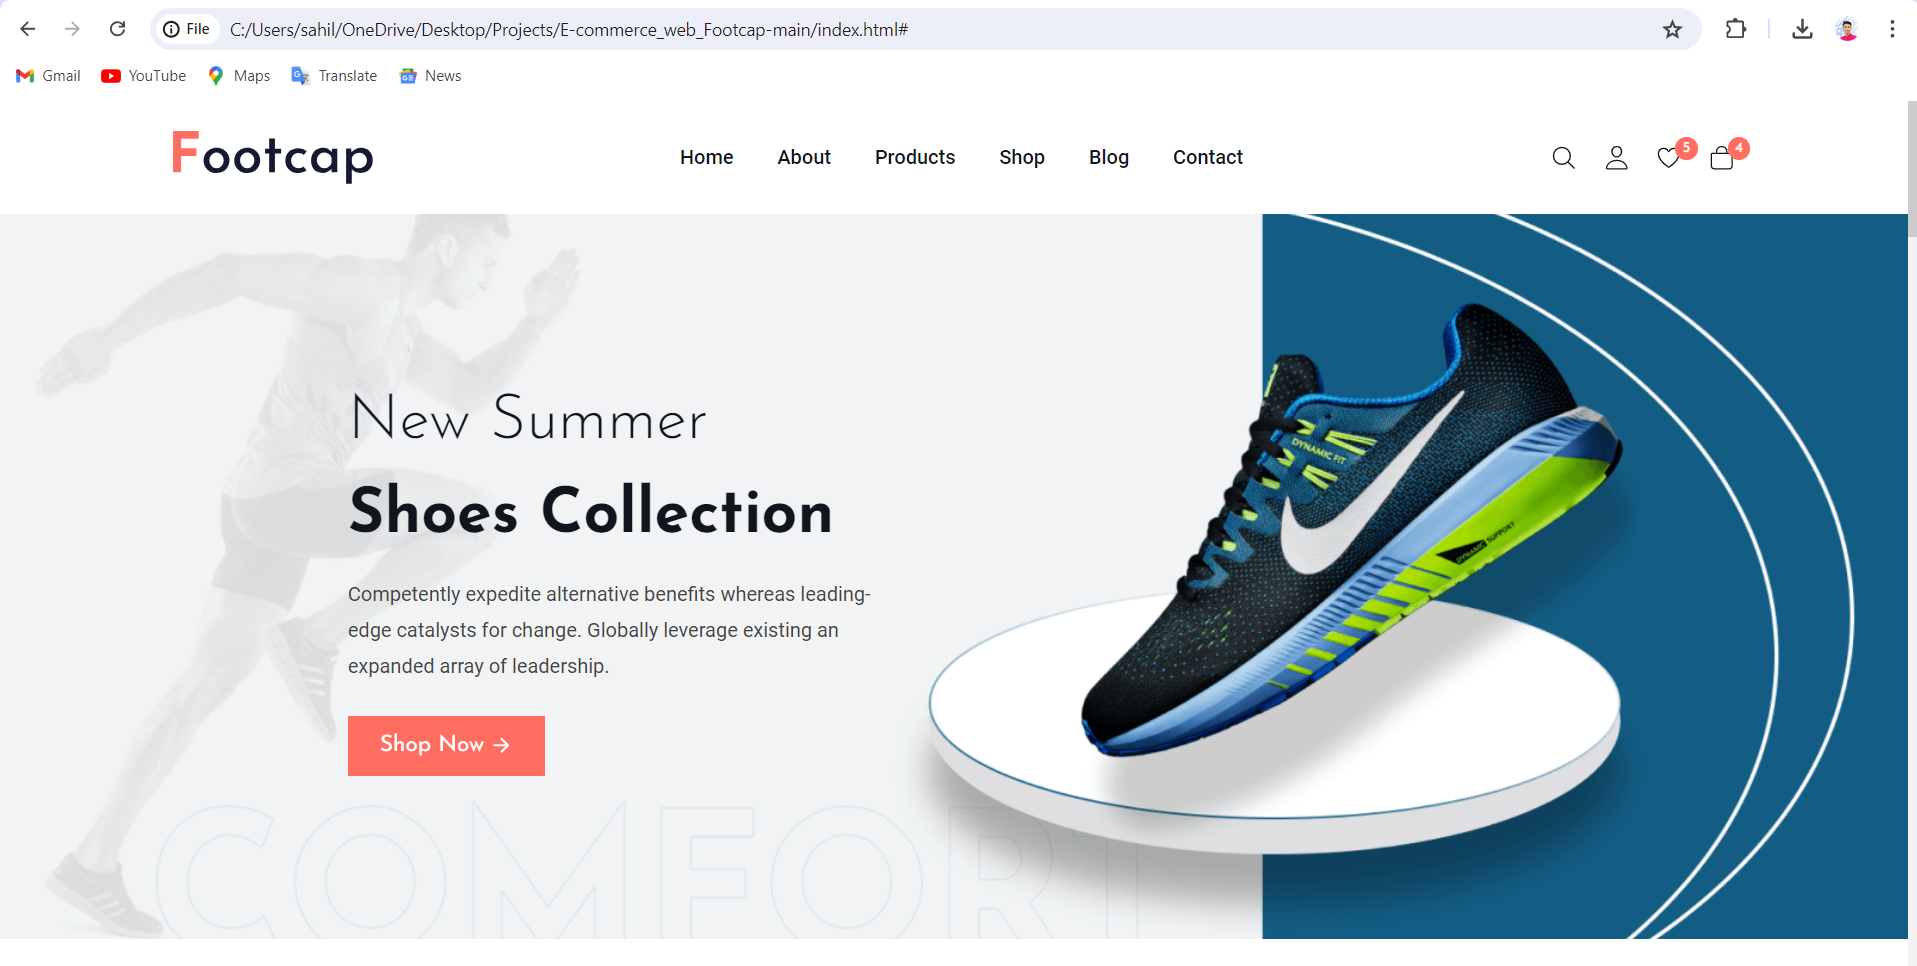 File C:/Users/sahil/OneDrive/Desktop/Projects/E-commerce_web_Footcap-main/index.html#
Gmail YouTube Maps Translate News
Footcap Home About Products Shop Blog Contact 5 4
New Summer
Shoes Collection
Competently expedite alternative benefits whereas leading-
edge catalysts for change. Globally leverage existing an
expanded array of leadership.
Shop Now →
DYNAMIC FIT
DYNAMIC SUPPORT
COMFORT